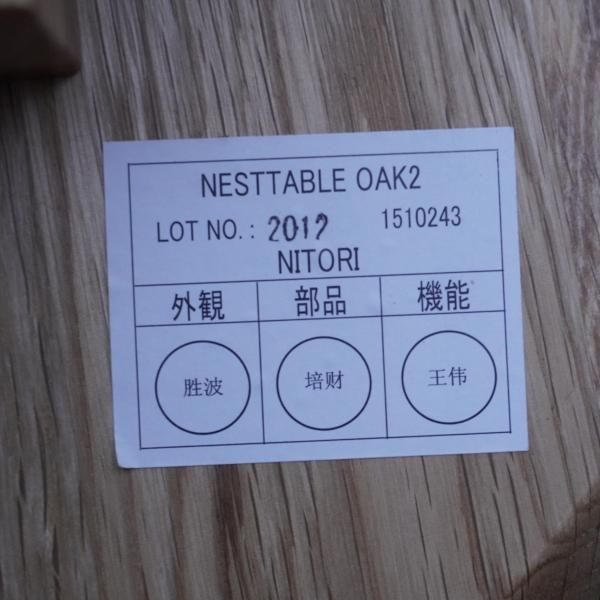 NESTTABLE OAK2
LOT NO.: 2012 1510243
NITORI
外観 部品 機能
胜波 培财 王伟